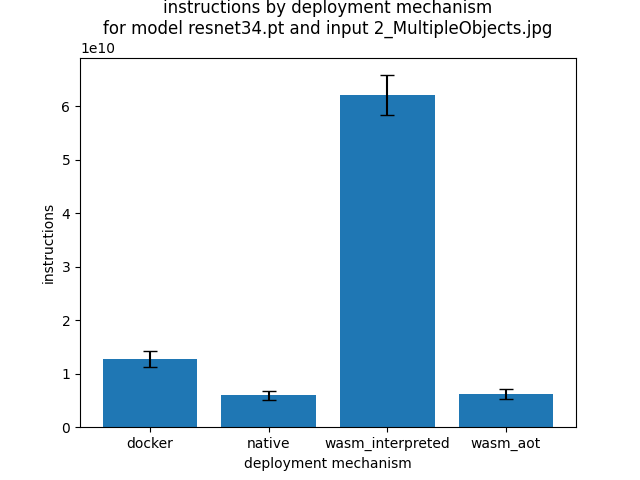 instructions by deployment mechanism
for model resnet34.pt and input 2_MultipleObjects.jpg
1e10
6
5
4
3
2
1
0
instructions
docker native wasm_interpreted wasm_aot
deployment mechanism